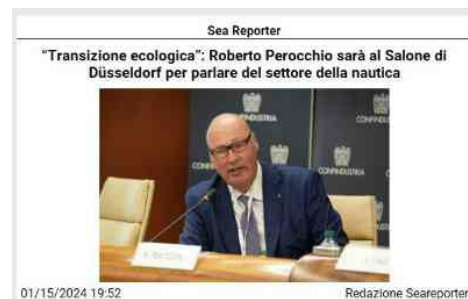 Sea Reporter
“Transizione ecologica”: Roberto Perocchio sarà al Salone di
Düsseldorf per parlare del settore della nautica
CONFINDUSTRIA
CONFINDUSTRIA
01/15/2024 19:52 Redazione Seareporter